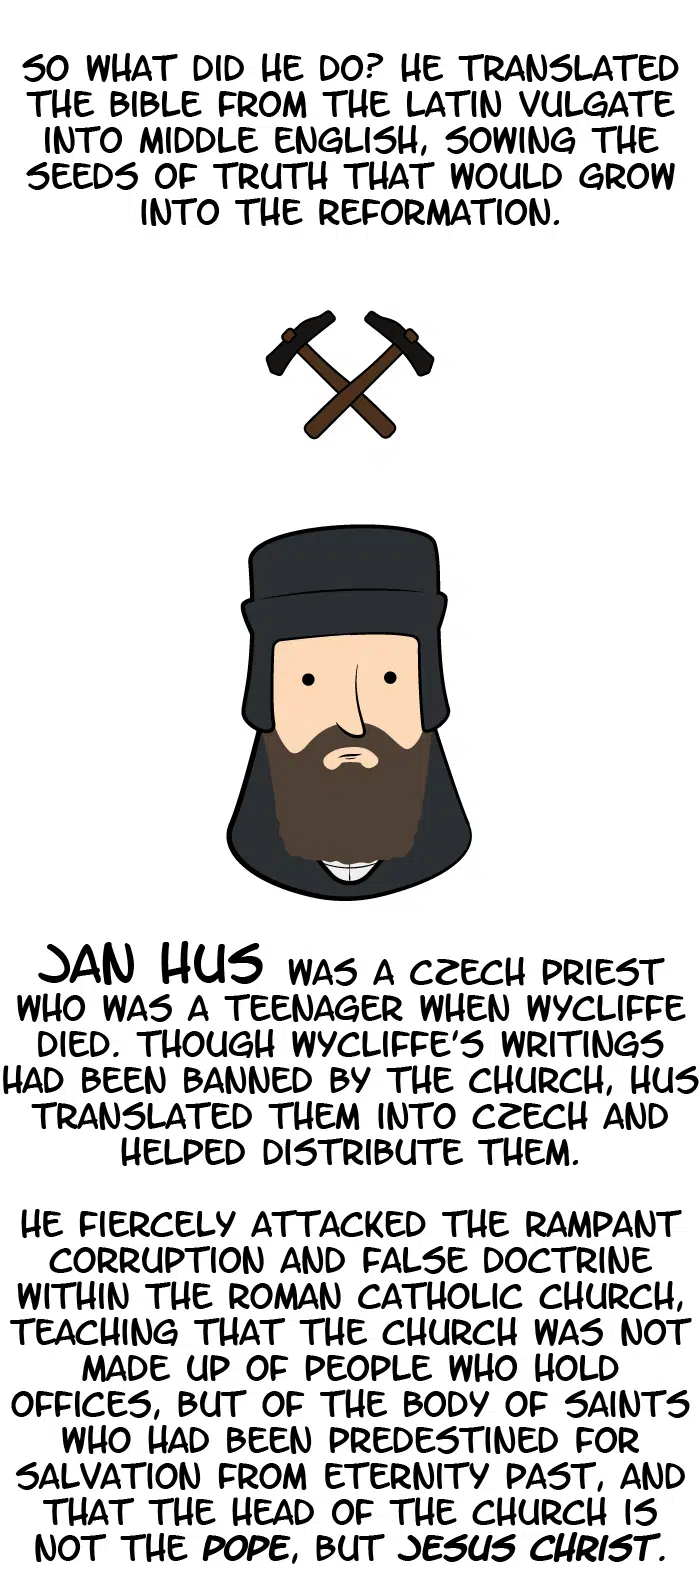 SO WHAT DID HE DO? HE TRANSLATED
THE BIBLE FROM THE LATIN VULGATE
INTO MIDDLE ENGLISH, SOWING THE
SEEDS OF TRUTH THAT WOULD GROW
INTO THE REFORMATION.
JAN HUS WAS A CZECH PRIEST
WHO WAS A TEENAGER WHEN WYCLIFFE
DIED. THOUGH WYCLIFFE'S WRITINGS
HAD BEEN BANNED BY THE CHURCH, HUS
TRANSLATED THEM INTO CZECH AND
HELPED DISTRIBUTE THEM.
HE FIERCELY ATTACKED THE RAMPANT
CORRUPTION AND FALSE DOCTRINE
WITHIN THE ROMAN CATHOLIC CHURCH,
TEACHING THAT THE CHURCH WAS NOT
MADE UP OF PEOPLE WHO HOLD
OFFICES, BUT OF THE BODY OF SAINTS
WHO HAD BEEN PREDESTINED FOR
SALVATION FROM ETERNITY PAST, AND
THAT THE HEAD OF THE CHURCH IS
NOT THE POPE, BUT JESUS CHRIST.